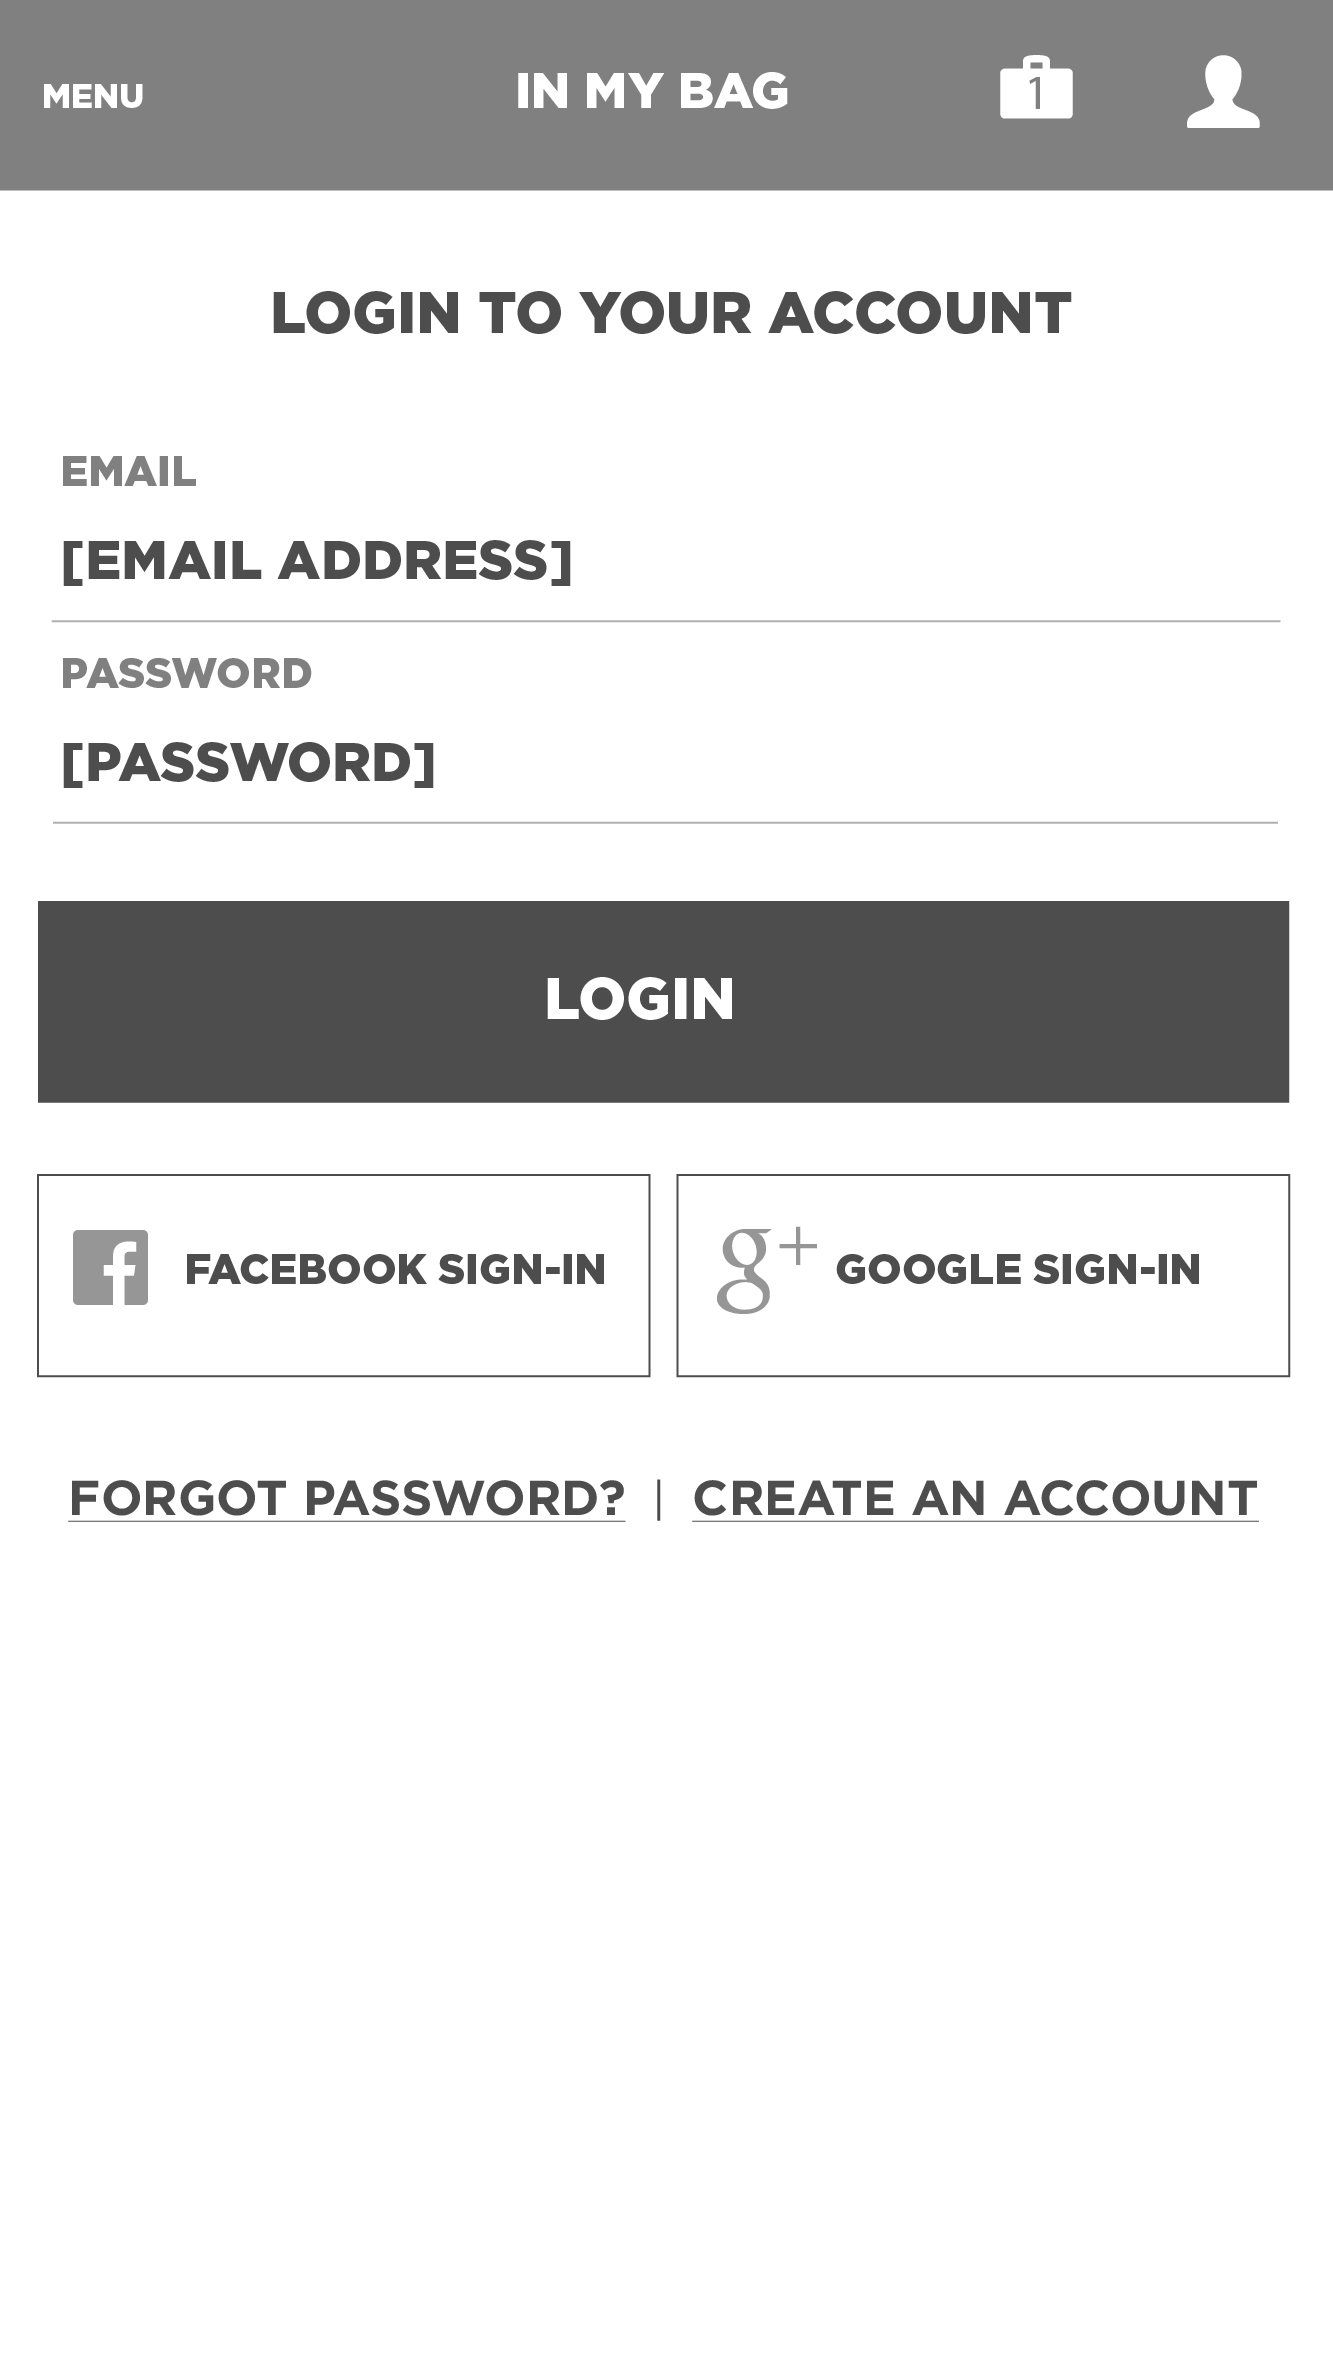 MENU
IN MY BAG
1
LOGIN TO YOUR ACCOUNT
EMAIL
[EMAIL ADDRESS]
PASSWORD
[PASSWORD]
LOGIN
f FACEBOOK SIGN-IN
g+ GOOGLE SIGN-IN
FORGOT PASSWORD? | CREATE AN ACCOUNT